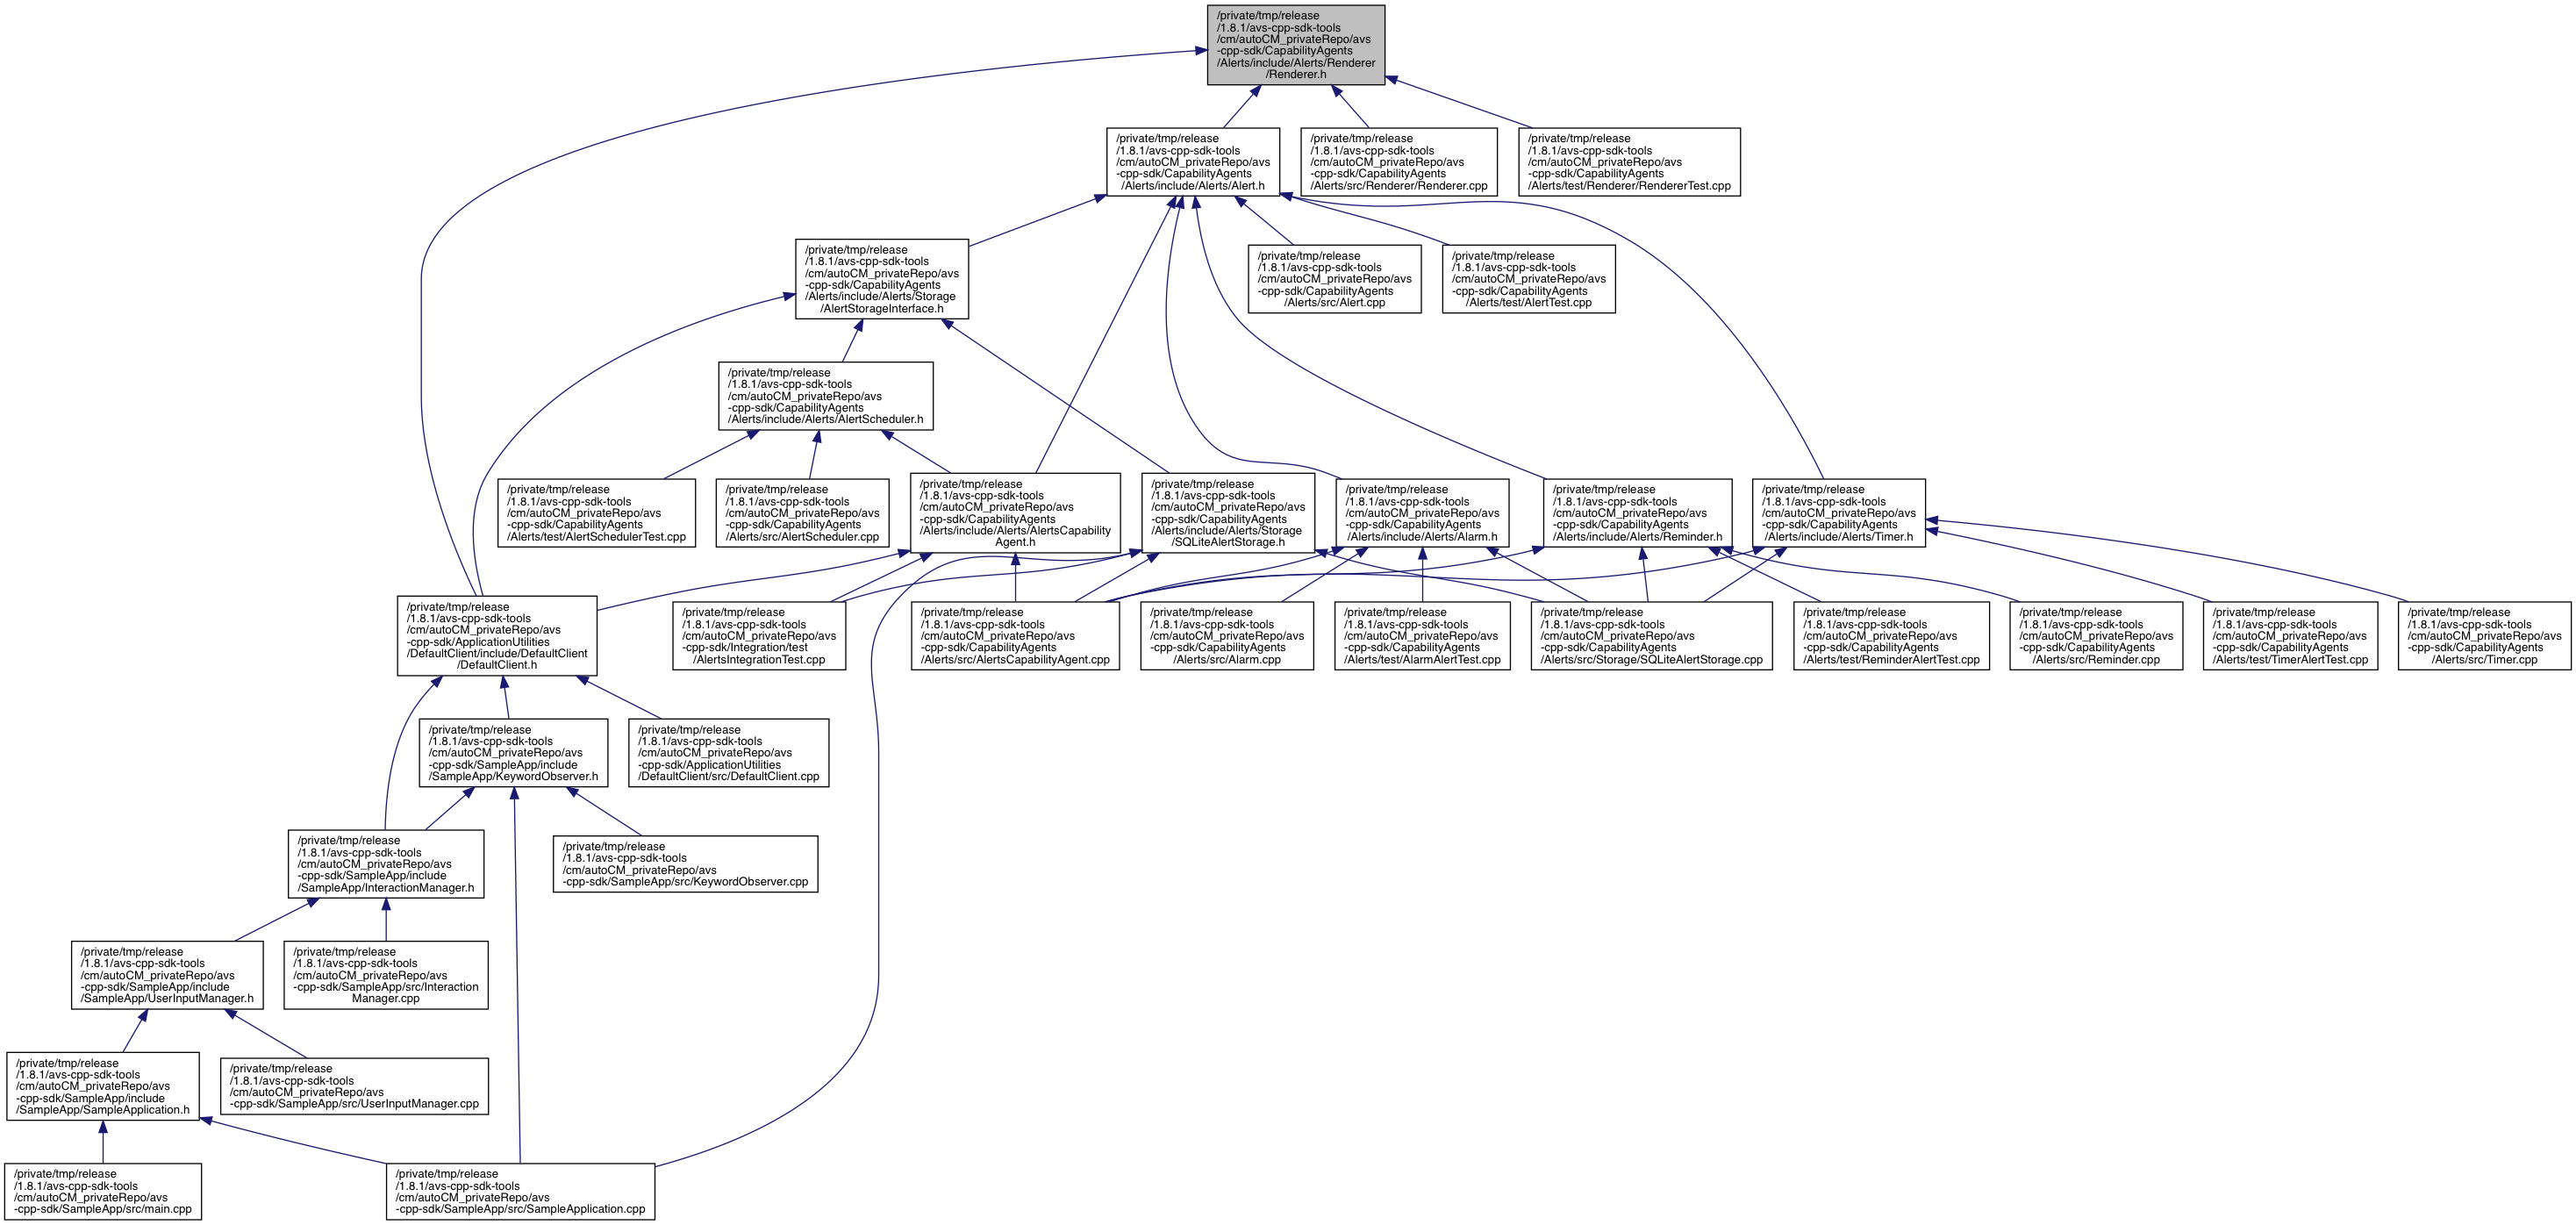 /private/tmp/release
/1.8.1/avs-cpp-sdk-tools
/cm/autoCM_privateRepo/avs
-cpp-sdk/CapabilityAgents
/Alerts/include/Alerts/Renderer
/Renderer.h
/private/tmp/release
/1.8.1/avs-cpp-sdk-tools
/cm/autoCM_privateRepo/avs
-cpp-sdk/CapabilityAgents
/Alerts/include/Alerts/Alert.h
/private/tmp/release
/1.8.1/avs-cpp-sdk-tools
/cm/autoCM_privateRepo/avs
-cpp-sdk/CapabilityAgents
/Alerts/src/Renderer/Renderer.cpp
/private/tmp/release
/1.8.1/avs-cpp-sdk-tools
/cm/autoCM_privateRepo/avs
-cpp-sdk/CapabilityAgents
/Alerts/test/Renderer/RendererTest.cpp
/private/tmp/release
/1.8.1/avs-cpp-sdk-tools
/cm/autoCM_privateRepo/avs
-cpp-sdk/CapabilityAgents
/Alerts/include/Alerts/Storage
/AlertStorageInterface.h
/private/tmp/release
/1.8.1/avs-cpp-sdk-tools
/cm/autoCM_privateRepo/avs
-cpp-sdk/CapabilityAgents
/Alerts/src/Alert.cpp
/private/tmp/release
/1.8.1/avs-cpp-sdk-tools
/cm/autoCM_privateRepo/avs
-cpp-sdk/CapabilityAgents
/Alerts/test/AlertTest.cpp
/private/tmp/release
/1.8.1/avs-cpp-sdk-tools
/cm/autoCM_privateRepo/avs
-cpp-sdk/CapabilityAgents
/Alerts/include/Alerts/AlertScheduler.h
/private/tmp/release
/1.8.1/avs-cpp-sdk-tools
/cm/autoCM_privateRepo/avs
-cpp-sdk/CapabilityAgents
/Alerts/test/AlertSchedulerTest.cpp
/private/tmp/release
/1.8.1/avs-cpp-sdk-tools
/cm/autoCM_privateRepo/avs
-cpp-sdk/CapabilityAgents
/Alerts/src/AlertScheduler.cpp
/private/tmp/release
/1.8.1/avs-cpp-sdk-tools
/cm/autoCM_privateRepo/avs
-cpp-sdk/CapabilityAgents
/Alerts/include/Alerts/AlertsCapability
Agent.h
/private/tmp/release
/1.8.1/avs-cpp-sdk-tools
/cm/autoCM_privateRepo/avs
-cpp-sdk/CapabilityAgents
/Alerts/include/Alerts/Storage
/SQLiteAlertStorage.h
/private/tmp/release
/1.8.1/avs-cpp-sdk-tools
/cm/autoCM_privateRepo/avs
-cpp-sdk/CapabilityAgents
/Alerts/include/Alerts/Alarm.h
/private/tmp/release
/1.8.1/avs-cpp-sdk-tools
/cm/autoCM_privateRepo/avs
-cpp-sdk/CapabilityAgents
/Alerts/include/Alerts/Reminder.h
/private/tmp/release
/1.8.1/avs-cpp-sdk-tools
/cm/autoCM_privateRepo/avs
-cpp-sdk/CapabilityAgents
/Alerts/include/Alerts/Timer.h
/private/tmp/release
/1.8.1/avs-cpp-sdk-tools
/cm/autoCM_privateRepo/avs
-cpp-sdk/ApplicationUtilities
/DefaultClient/include/DefaultClient
/DefaultClient.h
/private/tmp/release
/1.8.1/avs-cpp-sdk-tools
/cm/autoCM_privateRepo/avs
-cpp-sdk/Integration/test
/AlertsIntegrationTest.cpp
/private/tmp/release
/1.8.1/avs-cpp-sdk-tools
/cm/autoCM_privateRepo/avs
-cpp-sdk/CapabilityAgents
/Alerts/src/AlertsCapabilityAgent.cpp
/private/tmp/release
/1.8.1/avs-cpp-sdk-tools
/cm/autoCM_privateRepo/avs
-cpp-sdk/CapabilityAgents
/Alerts/src/Alarm.cpp
/private/tmp/release
/1.8.1/avs-cpp-sdk-tools
/cm/autoCM_privateRepo/avs
-cpp-sdk/CapabilityAgents
/Alerts/test/AlarmAlertTest.cpp
/private/tmp/release
/1.8.1/avs-cpp-sdk-tools
/cm/autoCM_privateRepo/avs
-cpp-sdk/CapabilityAgents
/Alerts/src/Storage/SQLiteAlertStorage.cpp
/private/tmp/release
/1.8.1/avs-cpp-sdk-tools
/cm/autoCM_privateRepo/avs
-cpp-sdk/CapabilityAgents
/Alerts/test/ReminderAlertTest.cpp
/private/tmp/release
/1.8.1/avs-cpp-sdk-tools
/cm/autoCM_privateRepo/avs
-cpp-sdk/CapabilityAgents
/Alerts/src/Reminder.cpp
/private/tmp/release
/1.8.1/avs-cpp-sdk-tools
/cm/autoCM_privateRepo/avs
-cpp-sdk/CapabilityAgents
/Alerts/test/TimerAlertTest.cpp
/private/tmp/release
/1.8.1/avs-cpp-sdk-tools
/cm/autoCM_privateRepo/avs
-cpp-sdk/CapabilityAgents
/Alerts/src/Timer.cpp
/private/tmp/release
/1.8.1/avs-cpp-sdk-tools
/cm/autoCM_privateRepo/avs
-cpp-sdk/SampleApp/include
/SampleApp/KeywordObserver.h
/private/tmp/release
/1.8.1/avs-cpp-sdk-tools
/cm/autoCM_privateRepo/avs
-cpp-sdk/ApplicationUtilities
/DefaultClient/src/DefaultClient.cpp
/private/tmp/release
/1.8.1/avs-cpp-sdk-tools
/cm/autoCM_privateRepo/avs
-cpp-sdk/SampleApp/include
/SampleApp/InteractionManager.h
/private/tmp/release
/1.8.1/avs-cpp-sdk-tools
/cm/autoCM_privateRepo/avs
-cpp-sdk/SampleApp/src/KeywordObserver.cpp
/private/tmp/release
/1.8.1/avs-cpp-sdk-tools
/cm/autoCM_privateRepo/avs
-cpp-sdk/SampleApp/include
/SampleApp/UserInputManager.h
/private/tmp/release
/1.8.1/avs-cpp-sdk-tools
/cm/autoCM_privateRepo/avs
-cpp-sdk/SampleApp/src/Interaction
Manager.cpp
/private/tmp/release
/1.8.1/avs-cpp-sdk-tools
/cm/autoCM_privateRepo/avs
-cpp-sdk/SampleApp/include
/SampleApp/SampleApplication.h
/private/tmp/release
/1.8.1/avs-cpp-sdk-tools
/cm/autoCM_privateRepo/avs
-cpp-sdk/SampleApp/src/UserInputManager.cpp
/private/tmp/release
/1.8.1/avs-cpp-sdk-tools
/cm/autoCM_privateRepo/avs
-cpp-sdk/SampleApp/src/main.cpp
/private/tmp/release
/1.8.1/avs-cpp-sdk-tools
/cm/autoCM_privateRepo/avs
-cpp-sdk/SampleApp/src/SampleApplication.cpp